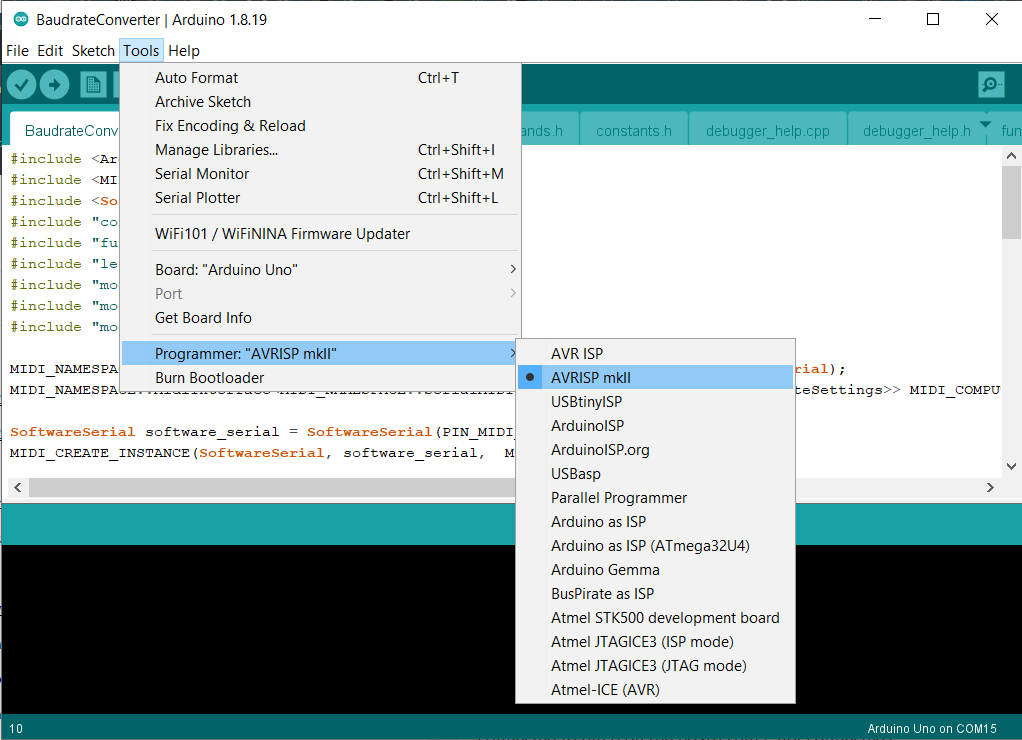 BaudrateConverter | Arduino 1.8.19
File Edit Sketch Tools Help
Auto Format Ctrl+T
Archive Sketch
Fix Encoding & Reload
Manage Libraries... Ctrl+Shift+I
Serial Monitor Ctrl+Shift+M
Serial Plotter Ctrl+Shift+L
WiFi101 / WiFiNINA Firmware Updater
Board: "Arduino Uno"
Port
Get Board Info
Programmer: "AVRISP mkII"
Burn Bootloader
AVR ISP
AVRISP mkII
USBtinyISP
ArduinoISP
ArduinoISP.org
USBasp
Parallel Programmer
Arduino as ISP
Arduino as ISP (ATmega32U4)
Arduino Gemma
BusPirate as ISP
Atmel STK500 development board
Atmel JTAGICE3 (ISP mode)
Atmel JTAGICE3 (JTAG mode)
Atmel-ICE (AVR)
BaudrateConv ands.h constants.h debugger_help.cpp debugger_help.h fun
#include <Ar
#include <MI
#include <So
#include "co
#include "fu
#include "le
#include "mo
#include "mo
#include "mo
MIDI_NAMESPA rial);
MIDI_NAMESPA teSettings>> MIDI_COMPU
SoftwareSerial software_serial = SoftwareSerial(PIN_MIDI_
MIDI_CREATE_INSTANCE(SoftwareSerial, software_serial, M
10 Arduino Uno on COM15